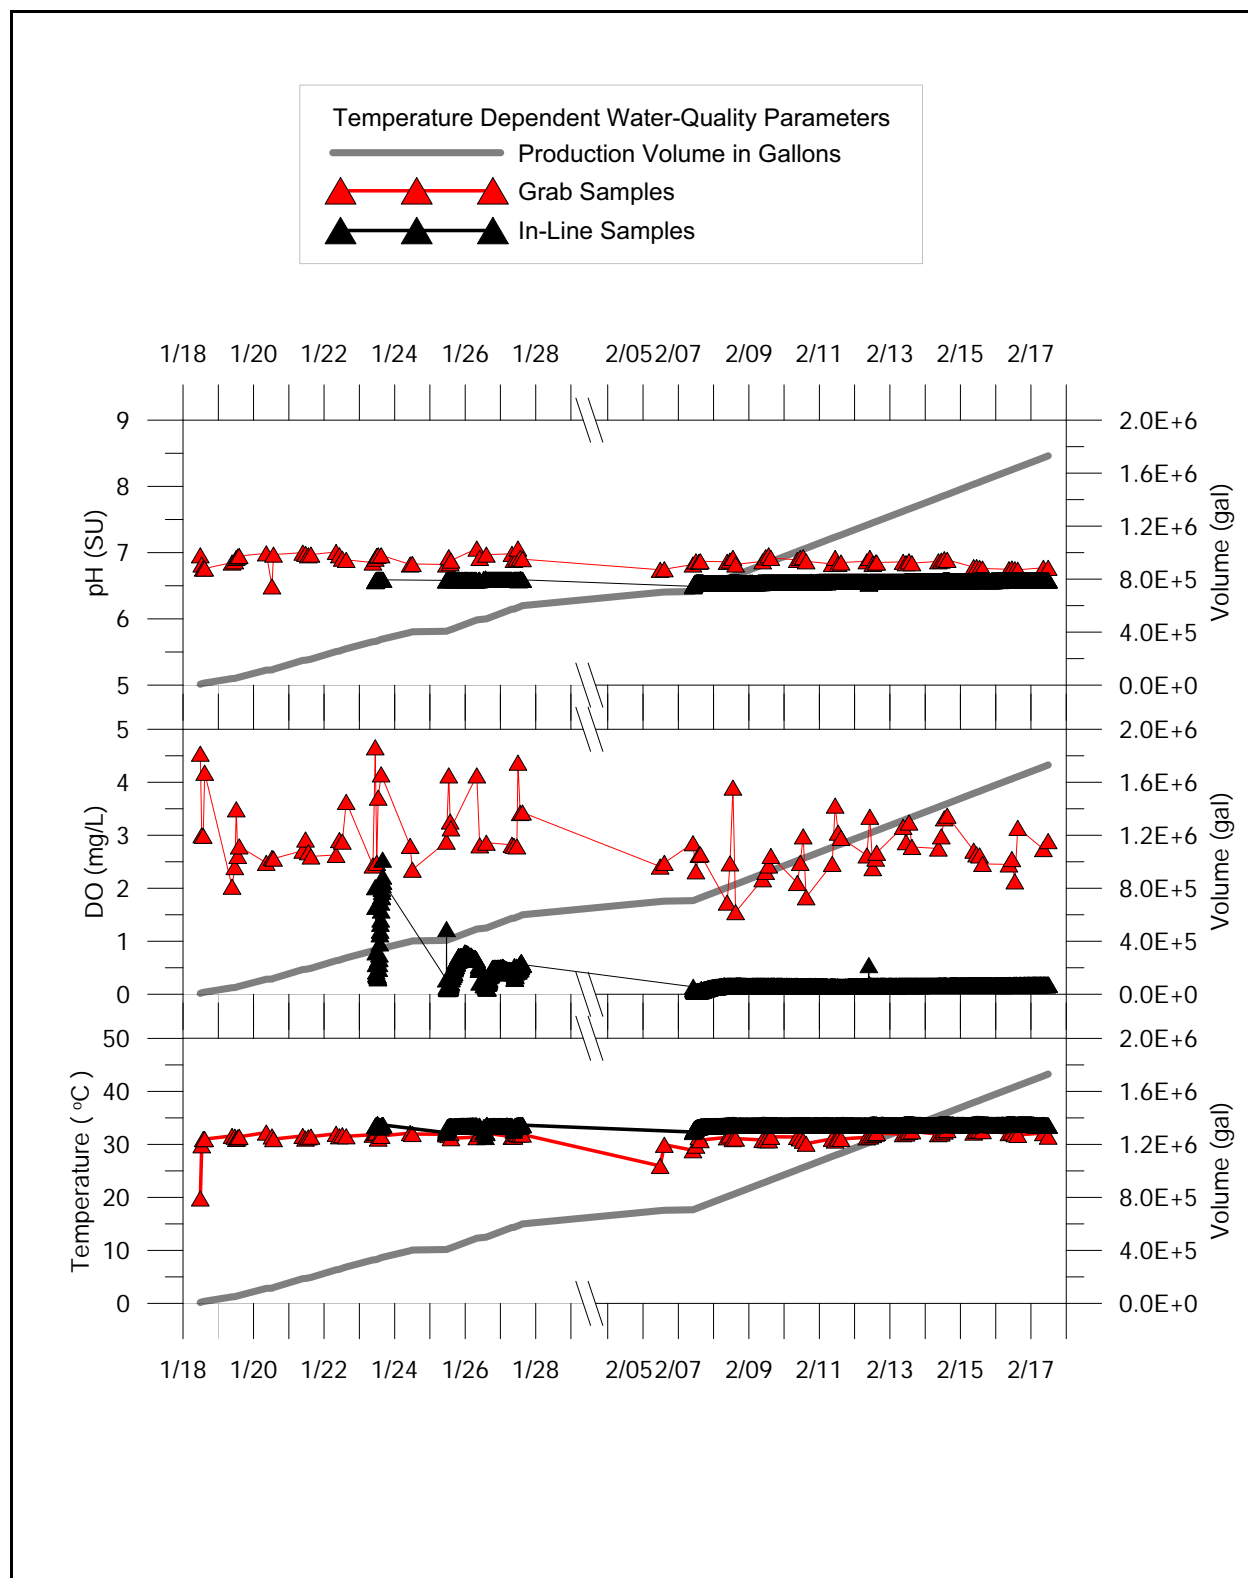 Temperature Dependent Water-Quality Parameters
Production Volume in Gallons
Grab Samples
In-Line Samples
1/18 1/20 1/22 1/24 1/26 1/28 2/05 2/07 2/09 2/11 2/13 2/15 2/17
9 8 7 6 5
pH (SU)
2.0E+6 1.6E+6 1.2E+6 8.0E+5 4.0E+5 0.0E+0
Volume (gal)
5 4 3 2 1 0
DO (mg/L)
2.0E+6 1.6E+6 1.2E+6 8.0E+5 4.0E+5 0.0E+0
Volume (gal)
50 40 30 20 10 0
Temperature ( °C )
2.0E+6 1.6E+6 1.2E+6 8.0E+5 4.0E+5 0.0E+0
Volume (gal)
1/18 1/20 1/22 1/24 1/26 1/28 2/05 2/07 2/09 2/11 2/13 2/15 2/17